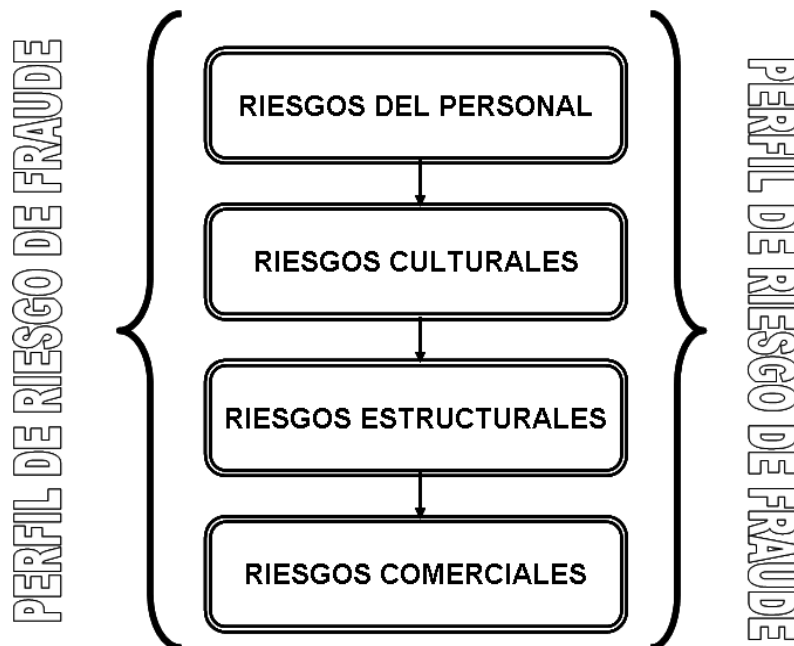 PERFIL DE RIESGO DE FRAUDE
RIESGOS DEL PERSONAL
RIESGOS CULTURALES
RIESGOS ESTRUCTURALES
RIESGOS COMERCIALES
PERFIL DE RIESGO DE FRAUDE